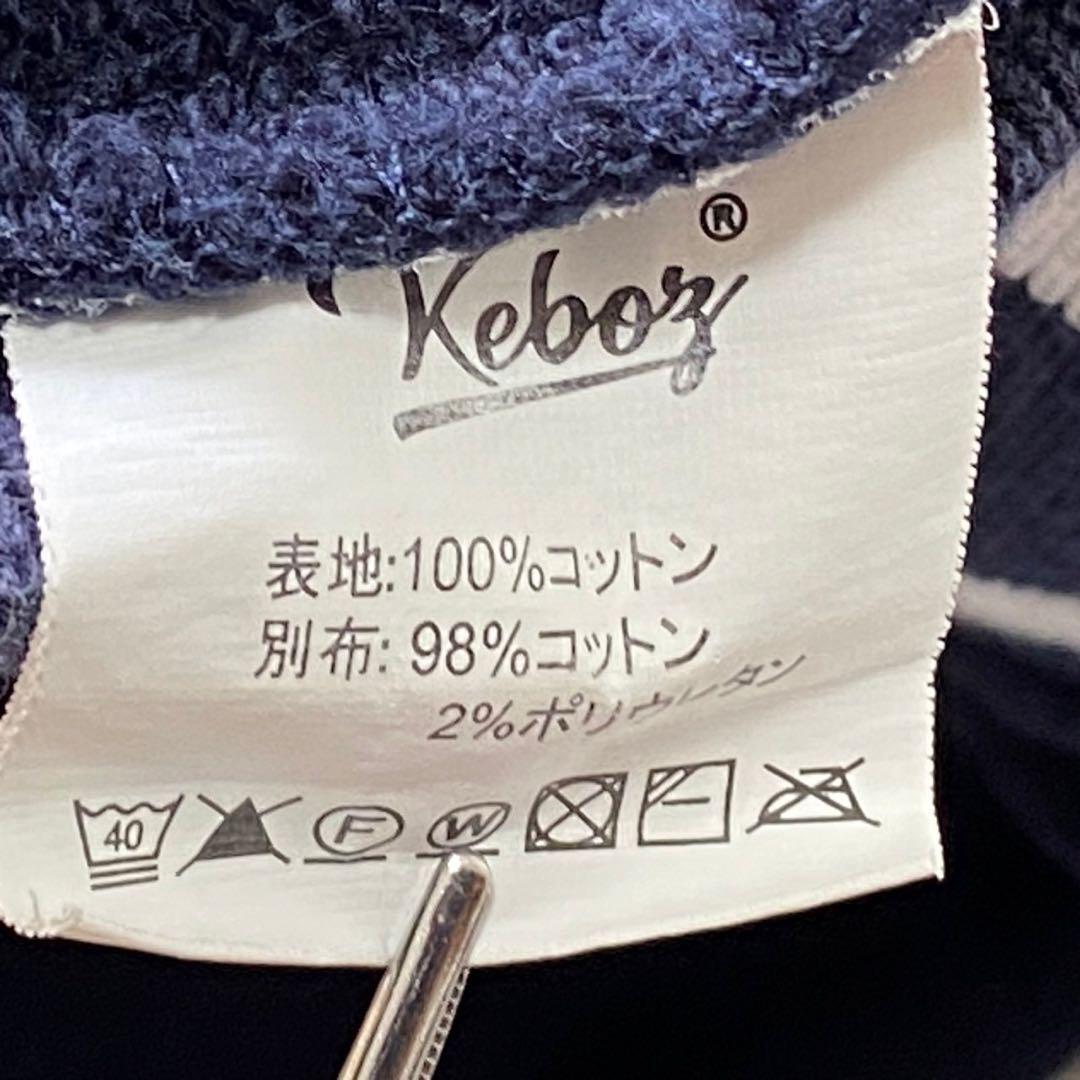 Keboz®
表地:100%コットン
別布:98%コットン
2%ポリウレタン
40 F W